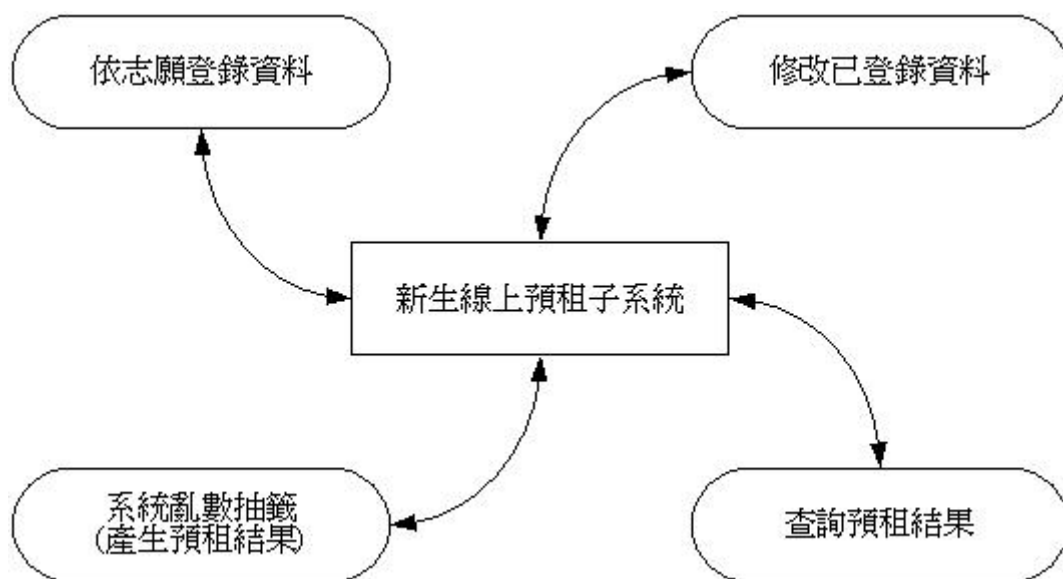 依志願登錄資料
修改已登錄資料
新生線上預租子系統
系統亂數抽籤
(產生預租結果)
查詢預租結果